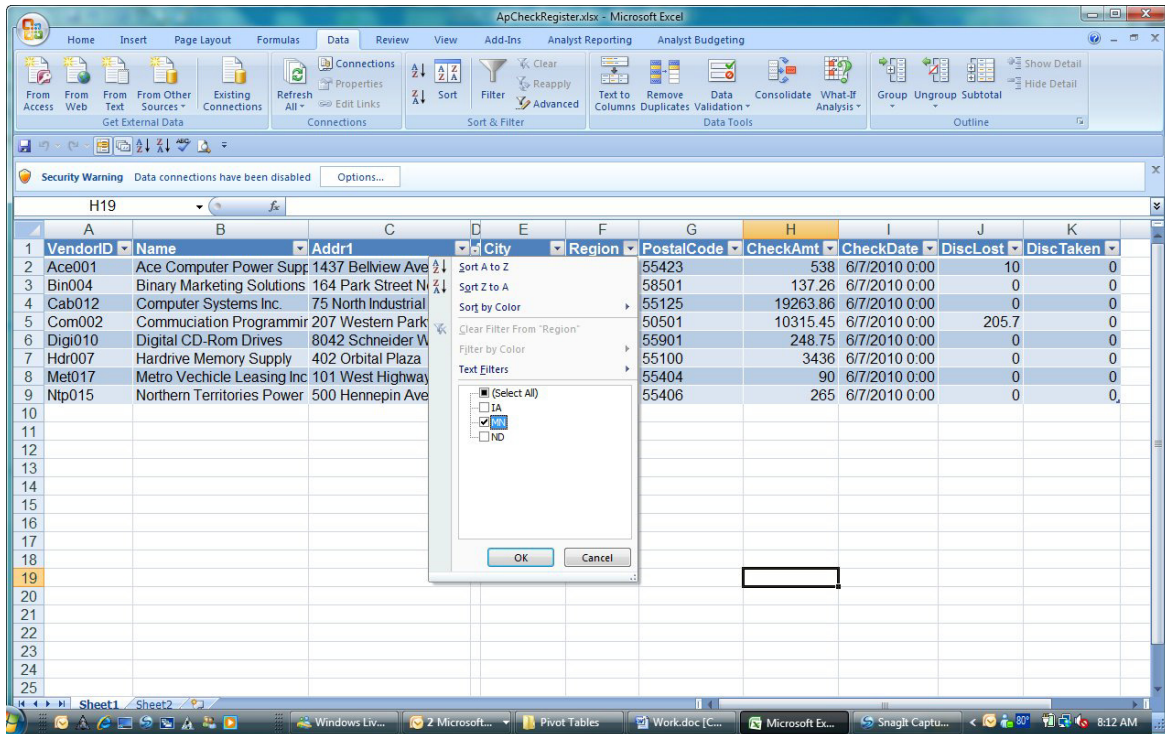 ApCheckRegister.xlsx - Microsoft Excel
Home Insert Page Layout Formulas Data Review View Add-Ins Analyst Reporting Analyst Budgeting
From Access
From Web
From Text
From Other Sources
Existing Connections
Get External Data
Refresh All
Connections
Properties
Edit Links
Connections
Sort
Filter
Clear
Reapply
Advanced
Sort & Filter
Text to Columns
Remove Duplicates
Data Validation
Consolidate
What-If Analysis
Data Tools
Group
Ungroup
Subtotal
Show Detail
Hide Detail
Outline
Security Warning Data connections have been disabled Options...
H19 fx
A B C D E F G H I J K
1 VendorID Name Addr1 City Region PostalCode CheckAmt CheckDate DiscLost DiscTaken
2 Ace001 Ace Computer Power Supp 1437 Bellview Ave 55423 538 6/7/2010 0:00 10 0
3 Bin004 Binary Marketing Solutions 164 Park Street N 58501 137.26 6/7/2010 0:00 0 0
4 Cab012 Computer Systems Inc. 75 North Industrial 55125 19263.86 6/7/2010 0:00 0 0
5 Com002 Commuciation Programmin 207 Western Park 50501 10315.45 6/7/2010 0:00 205.7 0
6 Digi010 Digital CD-Rom Drives 8042 Schneider W 55901 248.75 6/7/2010 0:00 0 0
7 Hdr007 Hardrive Memory Supply 402 Orbital Plaza 55100 3436 6/7/2010 0:00 0 0
8 Met017 Metro Vechicle Leasing Inc 101 West Highway 55404 90 6/7/2010 0:00 0 0
9 Ntp015 Northern Territories Power 500 Hennepin Ave 55406 265 6/7/2010 0:00 0 0
10
11
12
13
14
15
16
17
18
19
20
21
22
23
24
25
Sort A to Z
Sort Z to A
Sort by Color
Clear Filter From "Region"
Filter by Color
Text Filters
(Select All)
IA
MN
ND
OK Cancel
Sheet1 Sheet2
Windows Liv... 2 Microsoft... Pivot Tables Work.doc [C... Microsoft Ex... SnagIt Captu... 80° 8:12 AM